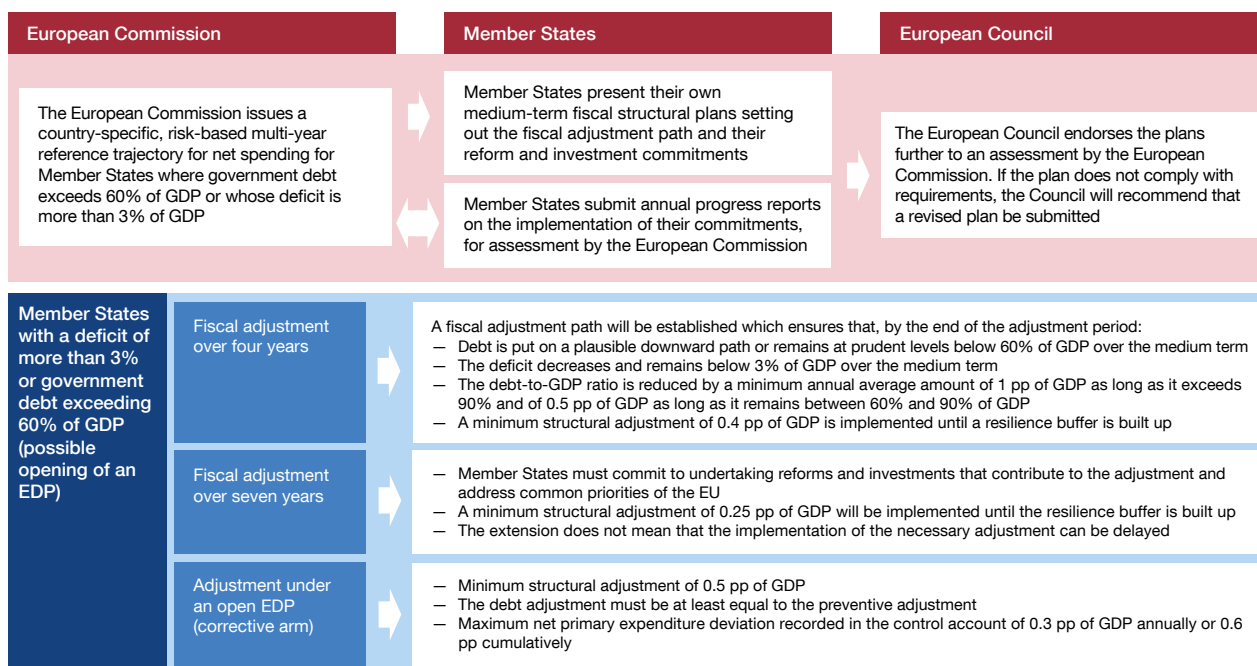 European Commission
Member States
European Council
The European Commission issues a
country-specific, risk-based multi-year
reference trajectory for net spending for
Member States where government debt
exceeds 60% of GDP or whose deficit is
more than 3% of GDP
Member States present their own
medium-term fiscal structural plans setting
out the fiscal adjustment path and their
reform and investment commitments
Member States submit annual progress reports
on the implementation of their commitments,
for assessment by the European Commission
The European Council endorses the plans
further to an assessment by the European
Commission. If the plan does not comply with
requirements, the Council will recommend that
a revised plan be submitted
Member States
with a deficit of
more than 3%
or government
debt exceeding
60% of GDP
(possible
opening of an
EDP)
Fiscal adjustment
over four years
A fiscal adjustment path will be established which ensures that, by the end of the adjustment period:
— Debt is put on a plausible downward path or remains at prudent levels below 60% of GDP over the medium term
— The deficit decreases and remains below 3% of GDP over the medium term
— The debt-to-GDP ratio is reduced by a minimum annual average amount of 1 pp of GDP as long as it exceeds
90% and of 0.5 pp of GDP as long as it remains between 60% and 90% of GDP
— A minimum structural adjustment of 0.4 pp of GDP is implemented until a resilience buffer is built up
Fiscal adjustment
over seven years
— Member States must commit to undertaking reforms and investments that contribute to the adjustment and
address common priorities of the EU
— A minimum structural adjustment of 0.25 pp of GDP will be implemented until the resilience buffer is built up
— The extension does not mean that the implementation of the necessary adjustment can be delayed
Adjustment under
an open EDP
(corrective arm)
— Minimum structural adjustment of 0.5 pp of GDP
— The debt adjustment must be at least equal to the preventive adjustment
— Maximum net primary expenditure deviation recorded in the control account of 0.3 pp of GDP annually or 0.6
pp cumulatively